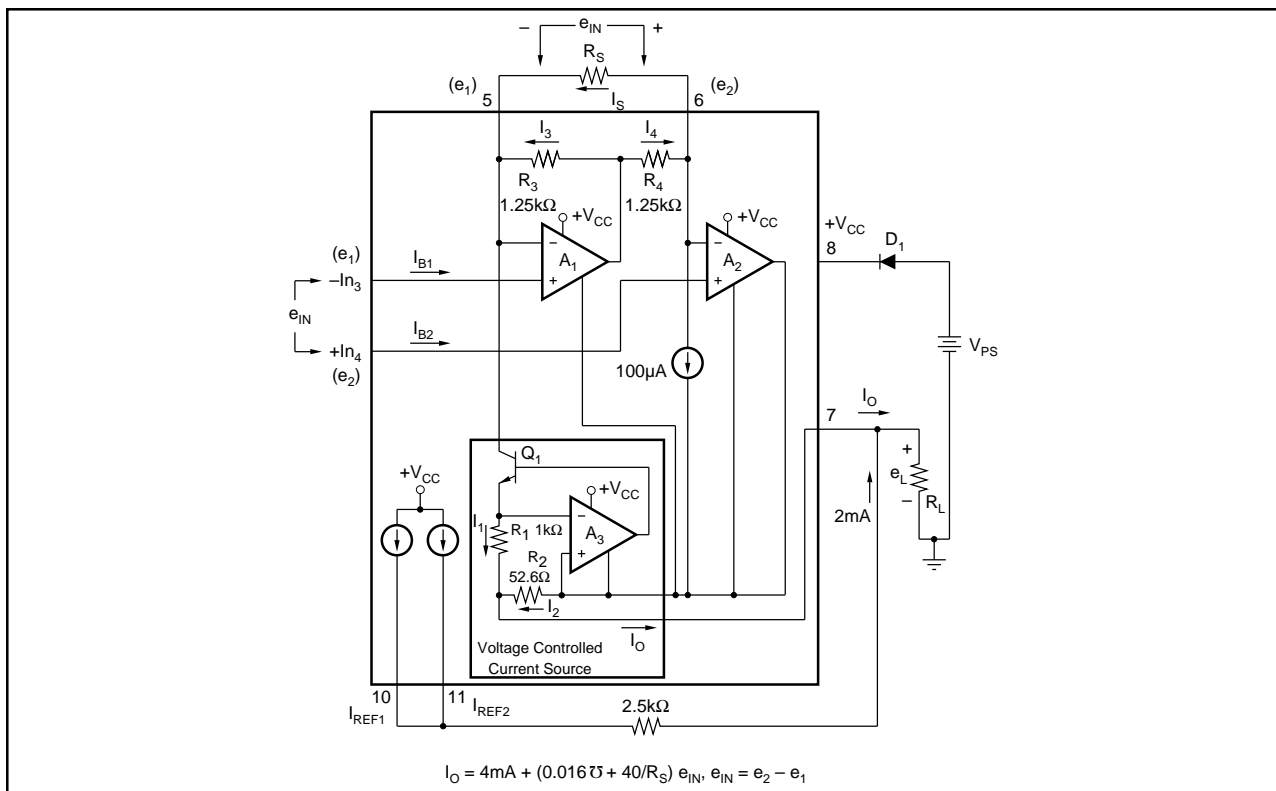 − e_IN +
R_S
(e_1) (e_2)
5 I_S 6
I_3 I_4
R_3 R_4
1.25kΩ 1.25kΩ
+V_CC +V_CC
− A_1 +
− A_2 +
+V_CC
8 D_1
(e_1)
−In_3 I_B1
e_IN
+In_4 I_B2
(e_2)
100µA
V_PS
7 I_O
+
e_L
−
R_L
2mA
Q_1
+V_CC +V_CC
I_1 R_1 1kΩ − A_3 +
R_2
52.6Ω
I_2
I_O
Voltage Controlled
Current Source
10 11
I_REF1 I_REF2
2.5kΩ
I_O = 4mA + (0.016℧ + 40/R_S) e_IN, e_IN = e_2 − e_1